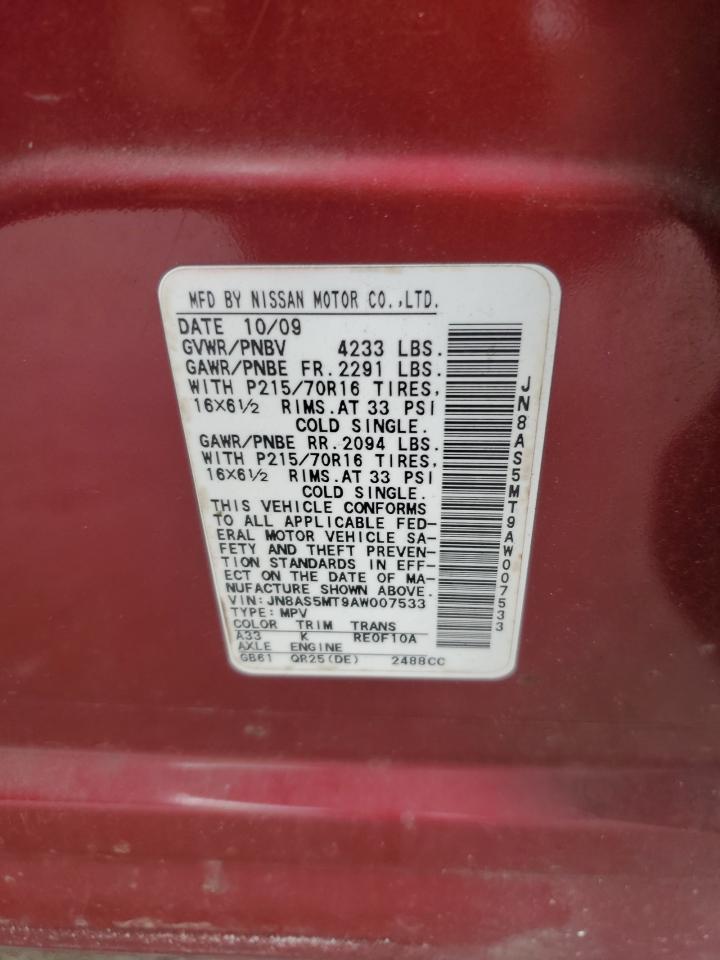 MFD BY NISSAN MOTOR CO.,LTD.
DATE 10/09
GVWR/PNBV 4233 LBS.
GAWR/PNBE FR.2291 LBS.
WITH P215/70R16 TIRES,
16X6½ RIMS.AT 33 PSI
COLD SINGLE.
GAWR/PNBE RR.2094 LBS.
WITH P215/70R16 TIRES,
16X6½ RIMS.AT 33 PSI
COLD SINGLE.
THIS VEHICLE CONFORMS
TO ALL APPLICABLE FED-
ERAL MOTOR VEHICLE SA-
FETY AND THEFT PREVEN-
TION STANDARDS IN EFF-
ECT ON THE DATE OF MA-
NUFACTURE SHOWN ABOVE.
VIN:JN8AS5MT9AW007533
TYPE:MPV
COLOR TRIM TRANS
A33 K RE0F10A
AXLE ENGINE
GB61 QR25(DE) 2488CC
JN8AS5MT9AW007533